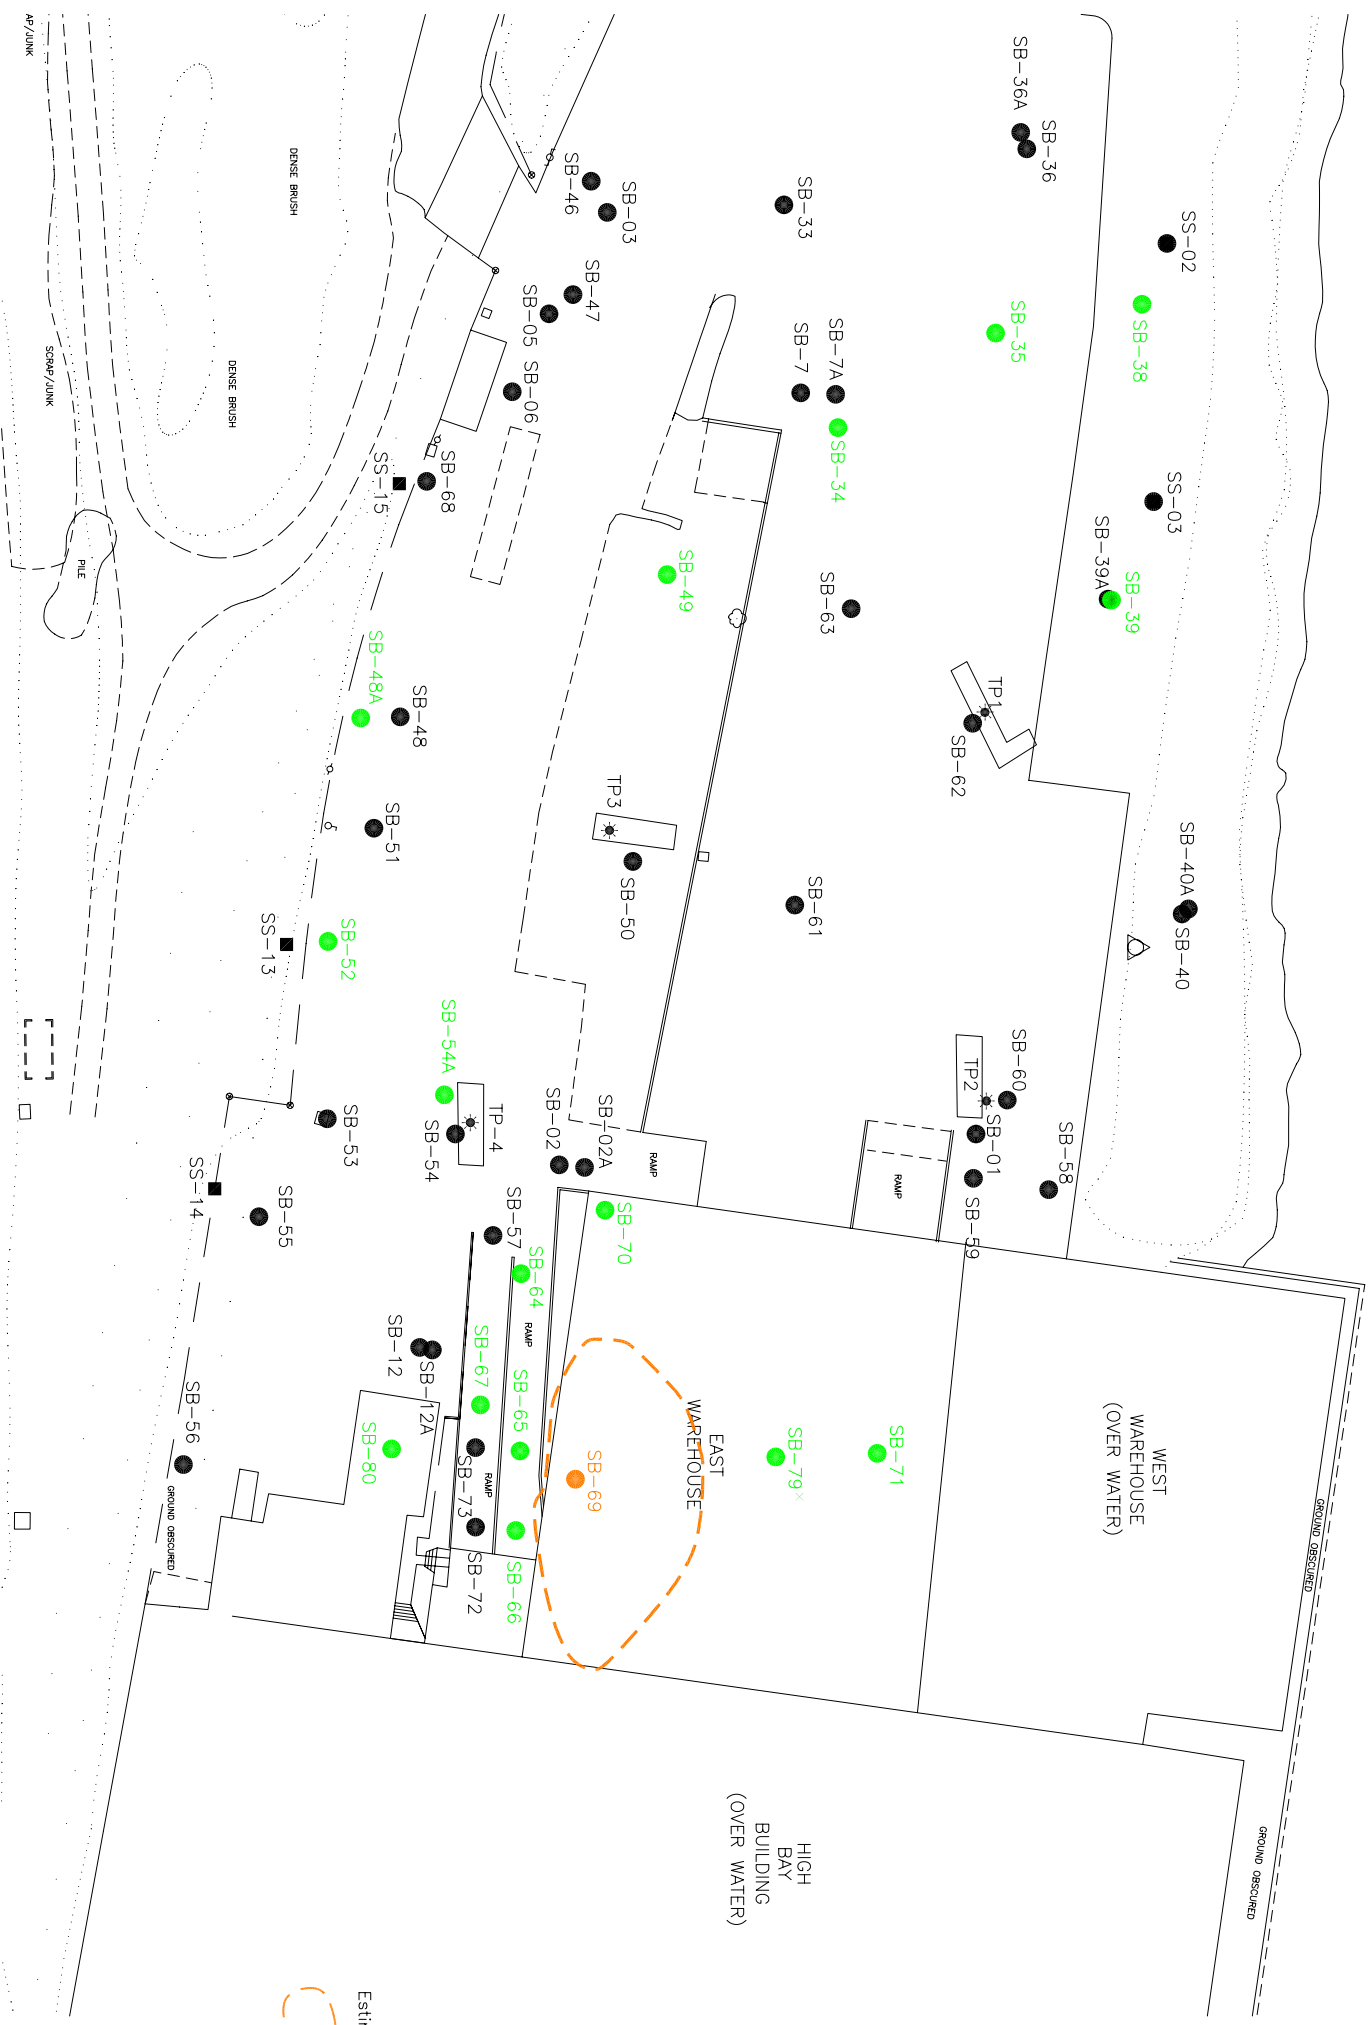 AP/JUNK
SCRAP/JUNK
DENSE BRUSH
DENSE BRUSH
PILE
SB-36A
SB-36
SS-02
SB-38
SB-35
SB-33
SB-46
SB-03
SB-47
SB-05
SB-06
SB-7
SB-7A
SB-34
SS-03
SB-39A
SB-39
SB-68
SS-15
SB-49
SB-63
TP1
SB-62
SB-48A
SB-48
SB-51
TP3
SB-50
SB-61
SB-40A
SB-40
SS-13
SB-52
SB-54A
TP-4
SB-54
SB-53
SS-14
SB-55
SB-02
SB-02A
RAMP
TP2
SB-60
SB-01
SB-58
SB-59
RAMP
SB-57
SB-70
SB-64
RAMP
SB-12
SB-12A
SB-67
SB-65
SB-56
SB-80
SB-73
RAMP
SB-72
SB-66
SB-69
EAST
WAREHOUSE
SB-79
SB-71
WEST
WAREHOUSE
(OVER WATER)
GROUND OBSCURED
GROUND OBSCURED
GROUND OBSCURED
HIGH
BAY
BUILDING
(OVER WATER)